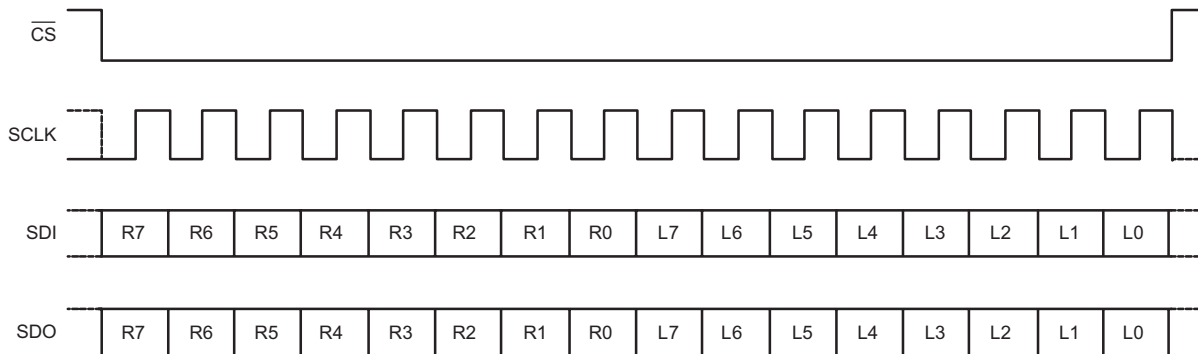 CS
SCLK
SDI R7 R6 R5 R4 R3 R2 R1 R0 L7 L6 L5 L4 L3 L2 L1 L0
SDO R7 R6 R5 R4 R3 R2 R1 R0 L7 L6 L5 L4 L3 L2 L1 L0